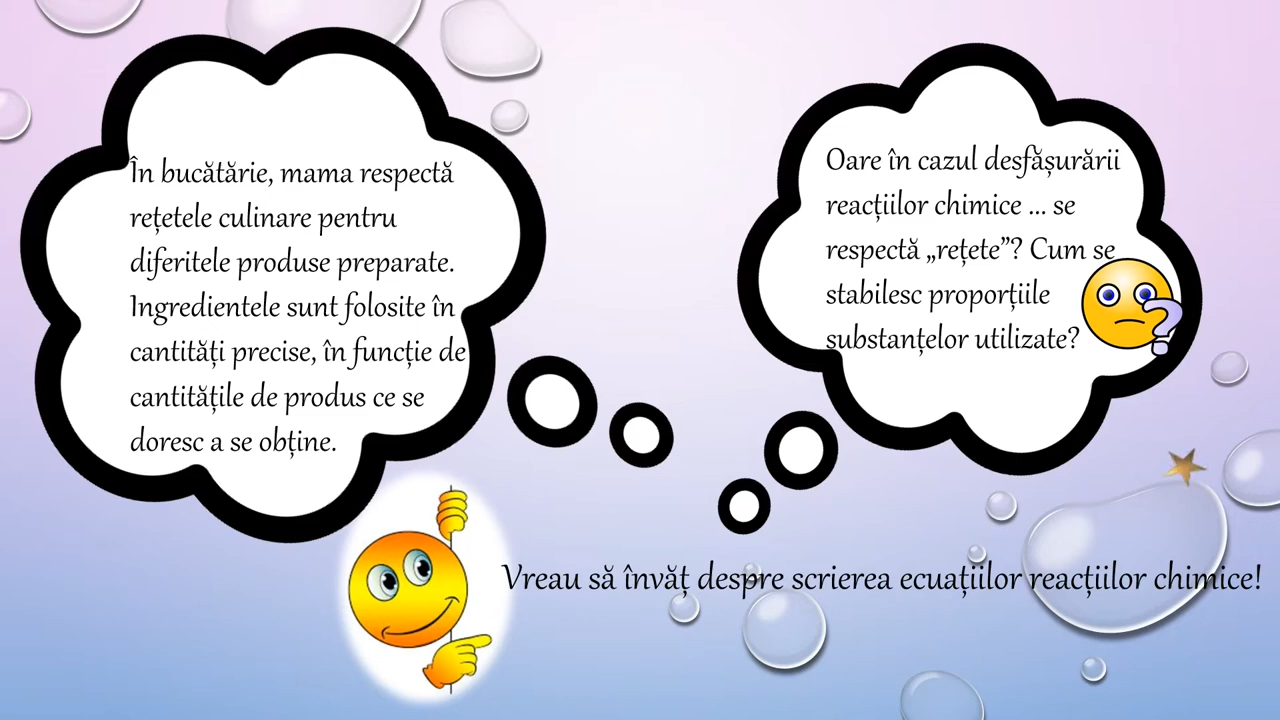 În bucătărie, mama respectă
rețetele culinare pentru
diferitele produse preparate.
Ingredientele sunt folosite în
cantități precise, în funcție de
cantitățile de produs ce se
doresc a se obține.
Oare în cazul desfășurării
reacțiilor chimice ... se
respectă „rețete”? Cum se
stabilesc proporțiile
substanțelor utilizate?
Vreau să învăț despre scrierea ecuațiilor reacțiilor chimice!